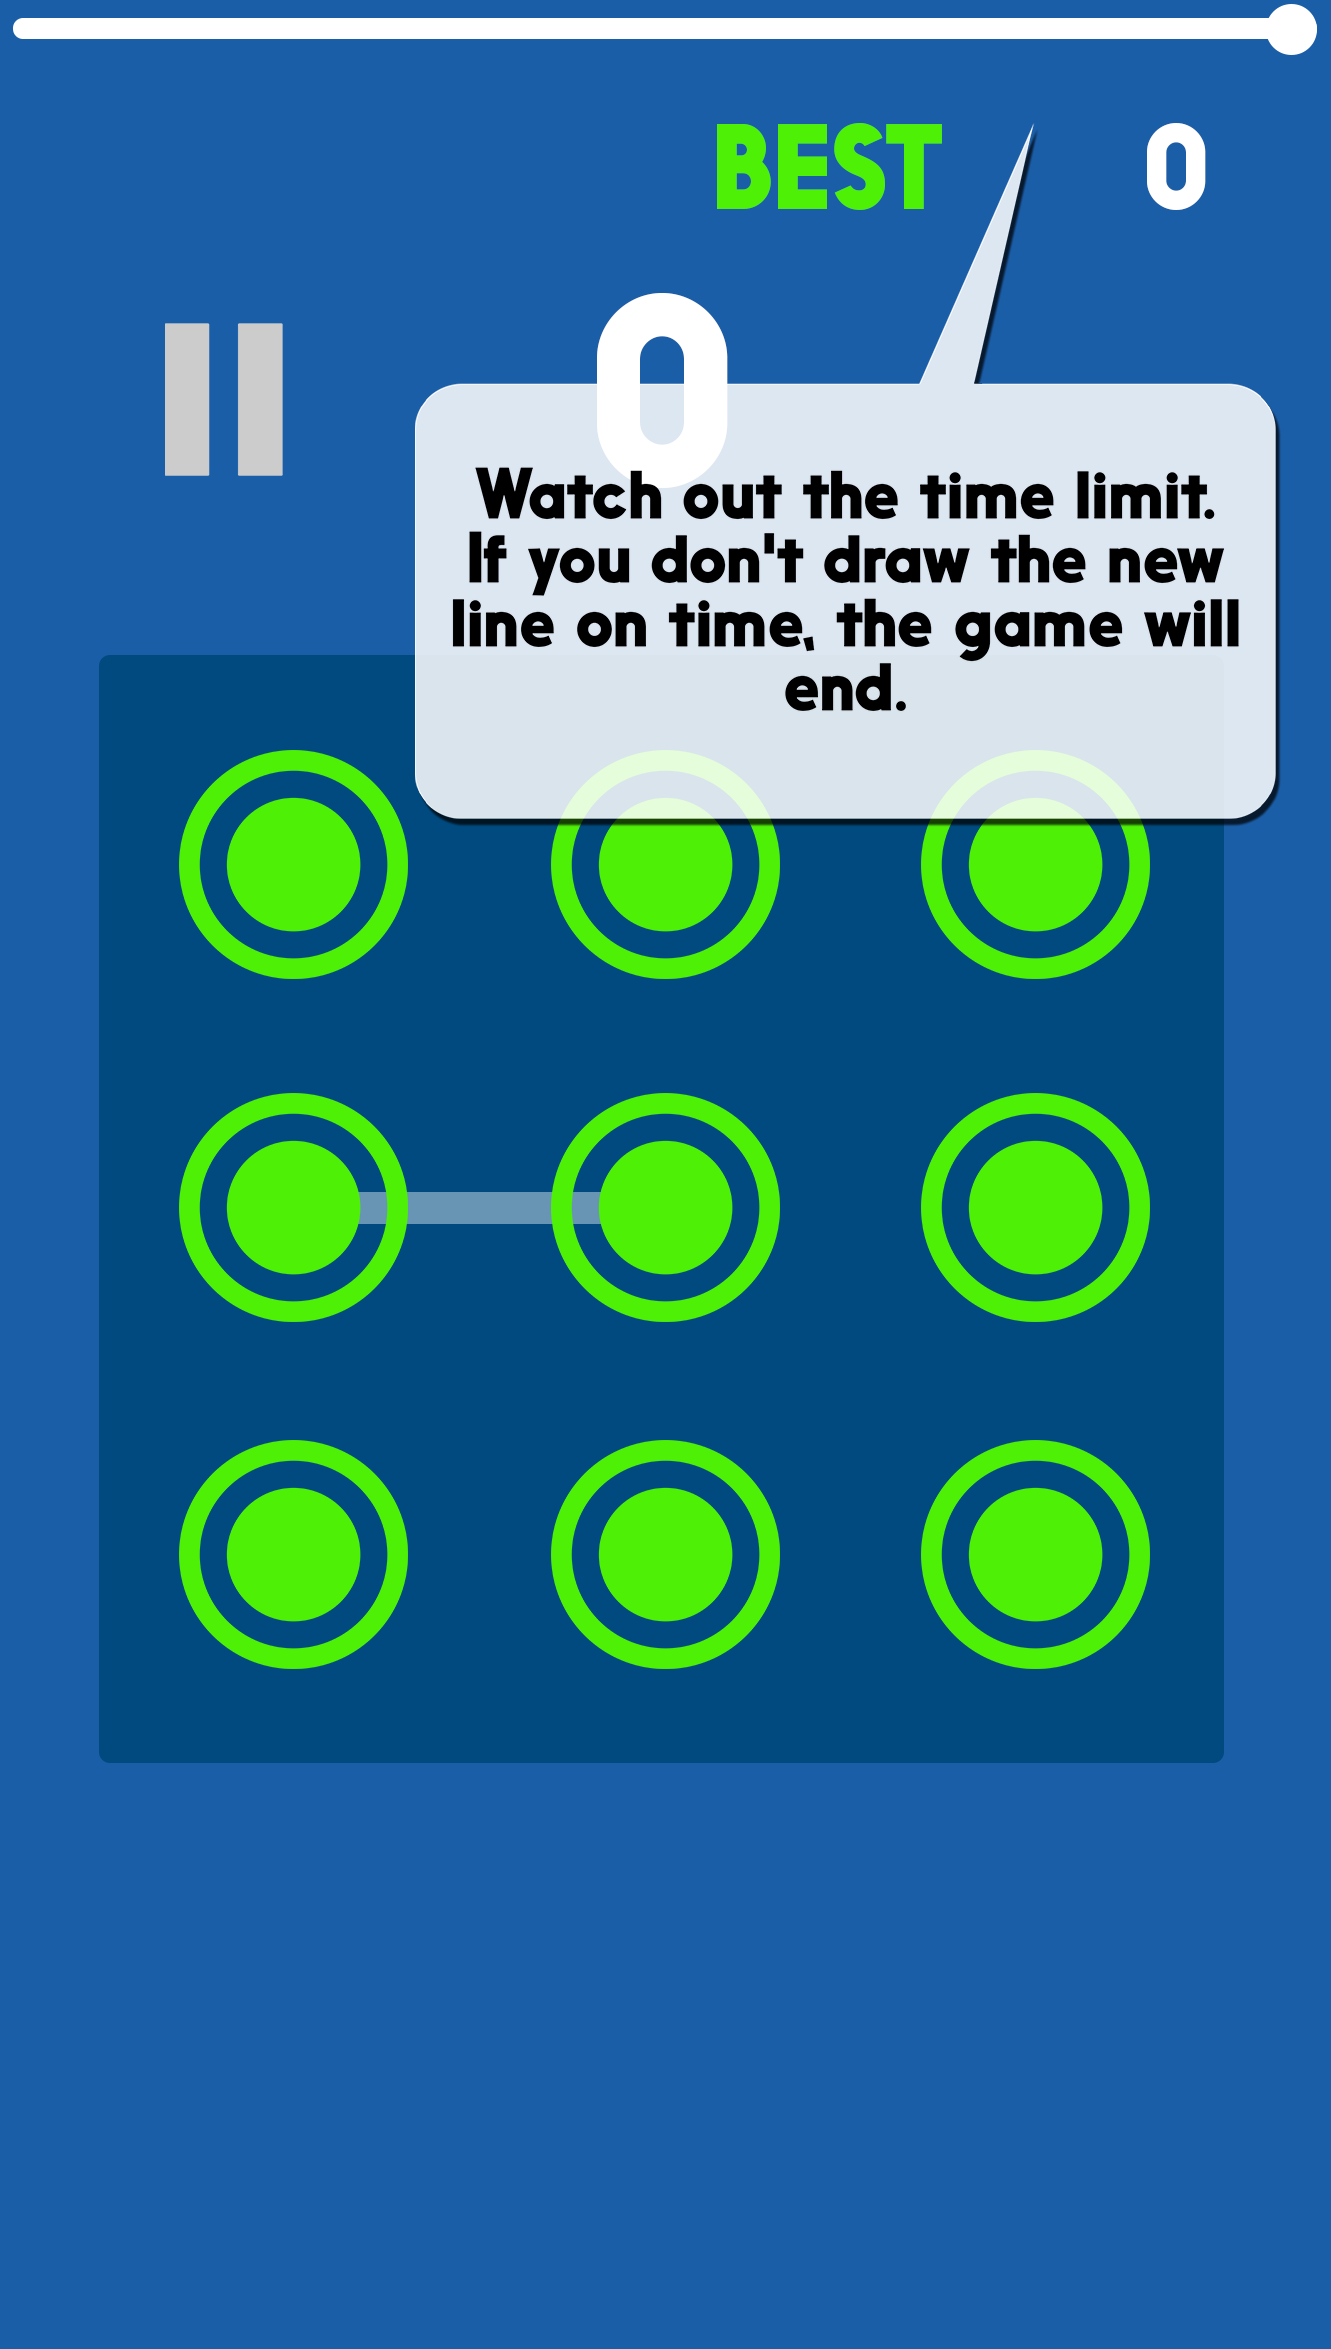 BEST 0
0
Watch out the time limit.
If you don't draw the new
line on time, the game will
end.